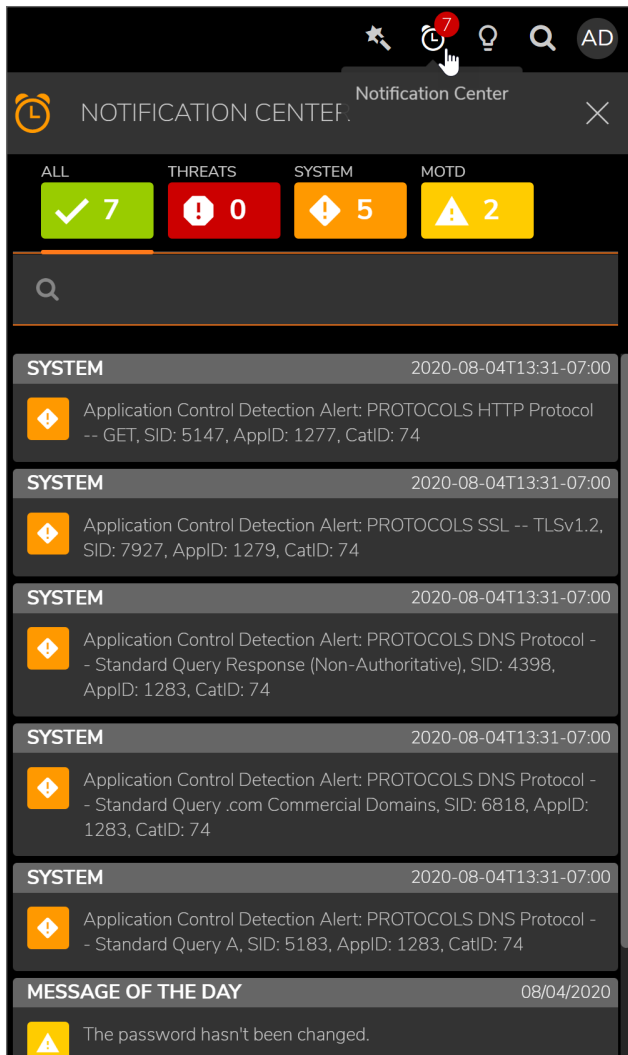 7
AD
Notification Center
NOTIFICATION CENTER
ALL
THREATS
SYSTEM
MOTD
7
0
5
2
SYSTEM 2020-08-04T13:31-07:00
Application Control Detection Alert: PROTOCOLS HTTP Protocol
-- GET, SID: 5147, AppID: 1277, CatID: 74
SYSTEM 2020-08-04T13:31-07:00
Application Control Detection Alert: PROTOCOLS SSL -- TLSv1.2,
SID: 7927, AppID: 1279, CatID: 74
SYSTEM 2020-08-04T13:31-07:00
Application Control Detection Alert: PROTOCOLS DNS Protocol -
- Standard Query Response (Non-Authoritative), SID: 4398,
AppID: 1283, CatID: 74
SYSTEM 2020-08-04T13:31-07:00
Application Control Detection Alert: PROTOCOLS DNS Protocol -
- Standard Query .com Commercial Domains, SID: 6818, AppID:
1283, CatID: 74
SYSTEM 2020-08-04T13:31-07:00
Application Control Detection Alert: PROTOCOLS DNS Protocol -
- Standard Query A, SID: 5183, AppID: 1283, CatID: 74
MESSAGE OF THE DAY 08/04/2020
The password hasn't been changed.